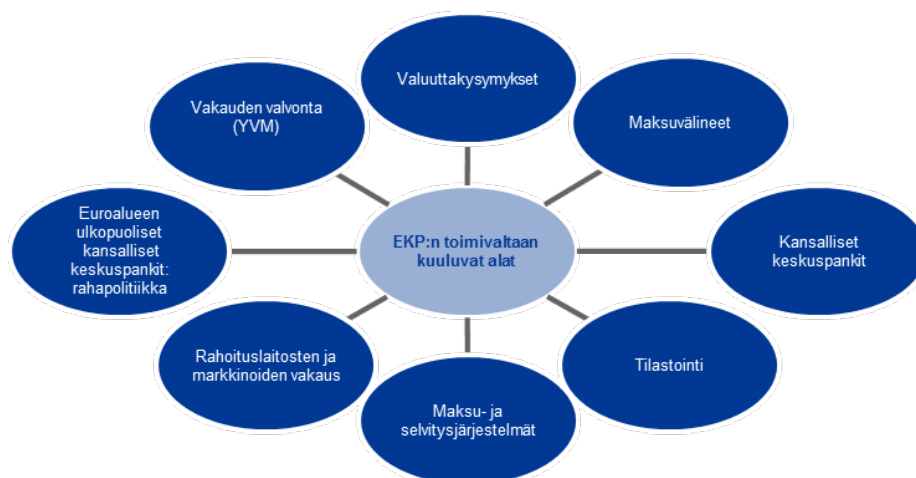 Valuuttakysymykset
Vakauden valvonta
(YVM)
Maksuvälineet
Euroalueen
ulkopuoliset
kansalliset
keskuspankit:
rahapolitiikka
EKP:n toimivaltaan
kuuluvat alat
Kansalliset
keskuspankit
Rahoituslaitosten ja
markkinoiden vakaus
Tilastointi
Maksu- ja
selvitysjärjestelmät